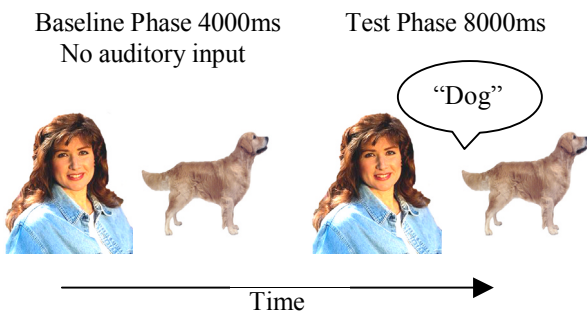 Baseline Phase 4000ms
No auditory input
Test Phase 8000ms
“Dog”
Time